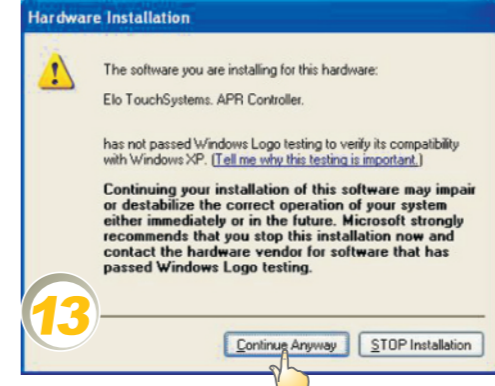 Hardware Installation
The software you are installing for this hardware:
Elo TouchSystems. APR Controller.
has not passed Windows Logo testing to verify its compatibility
with Windows XP. (Tell me why this testing is important.)
Continuing your installation of this software may impair
or destabilize the correct operation of your system
either immediately or in the future. Microsoft strongly
recommends that you stop this installation now and
contact the hardware vendor for software that has
passed Windows Logo testing.
13
Continue Anyway STOP Installation